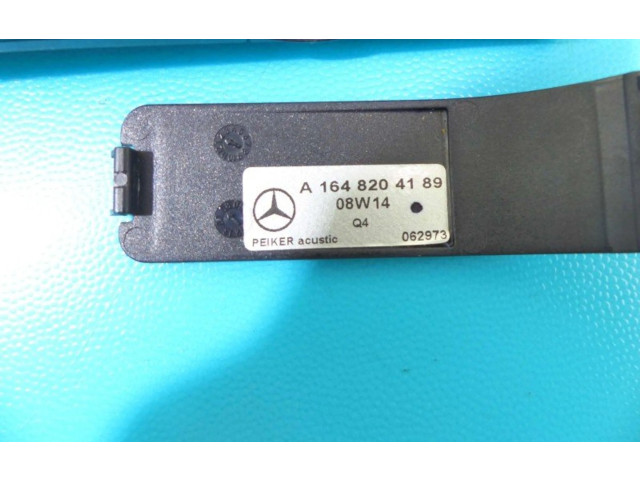 A 164 820 41 89
08W14
Q4
PEIKER acustic 062973